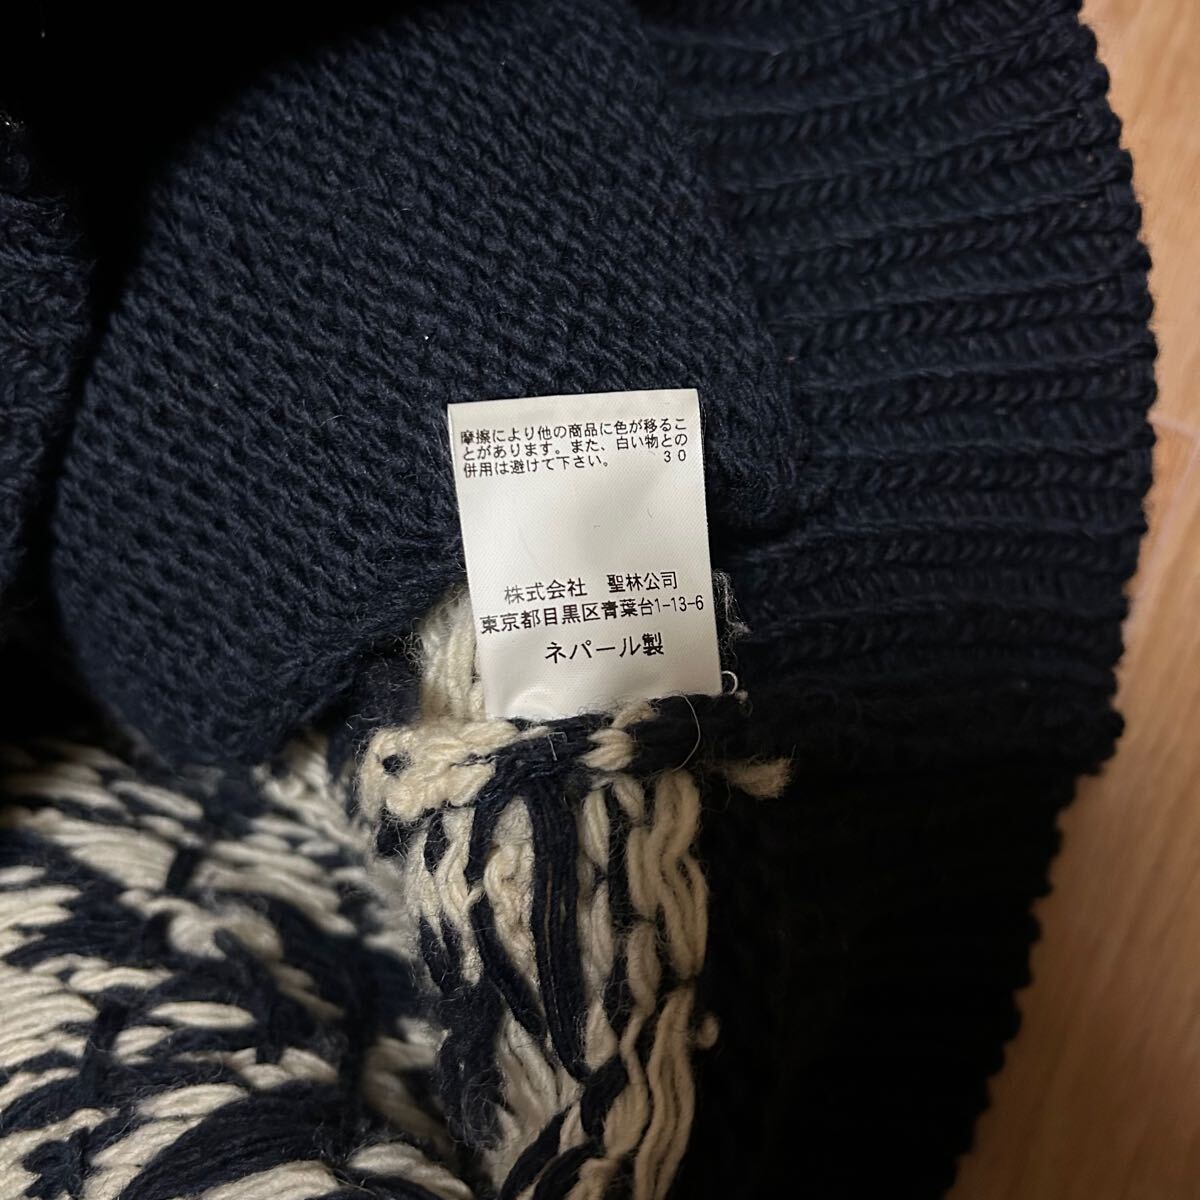 摩擦により他の商品に色が移るこ
とがあります。また、白い物との
併用は避けて下さい。　　30
株式会社　聖林公司
東京都目黒区青葉台1-13-6
ネパール製